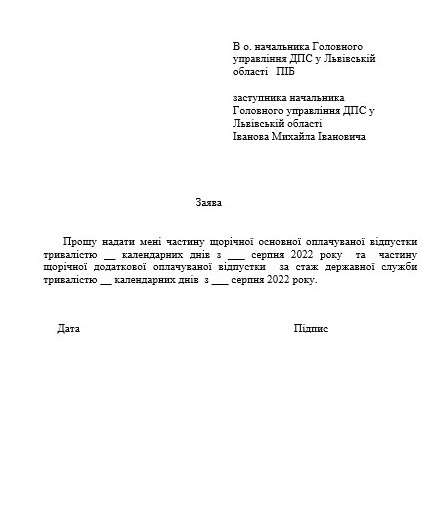 В о. начальника Головного
управління ДПС у Львівській
області ПІБ
заступника начальника
Головного управління ДПС у
Львівській області
Іванова Михайла Івановича
Заява
Прошу надати мені частину щорічної основної оплачуваної відпустки
тривалістю __ календарних днів з ___ серпня 2022 року та частину
щорічної додаткової оплачуваної відпустки за стаж державної служби
тривалістю __ календарних днів з ___ серпня 2022 року.
Дата Підпис